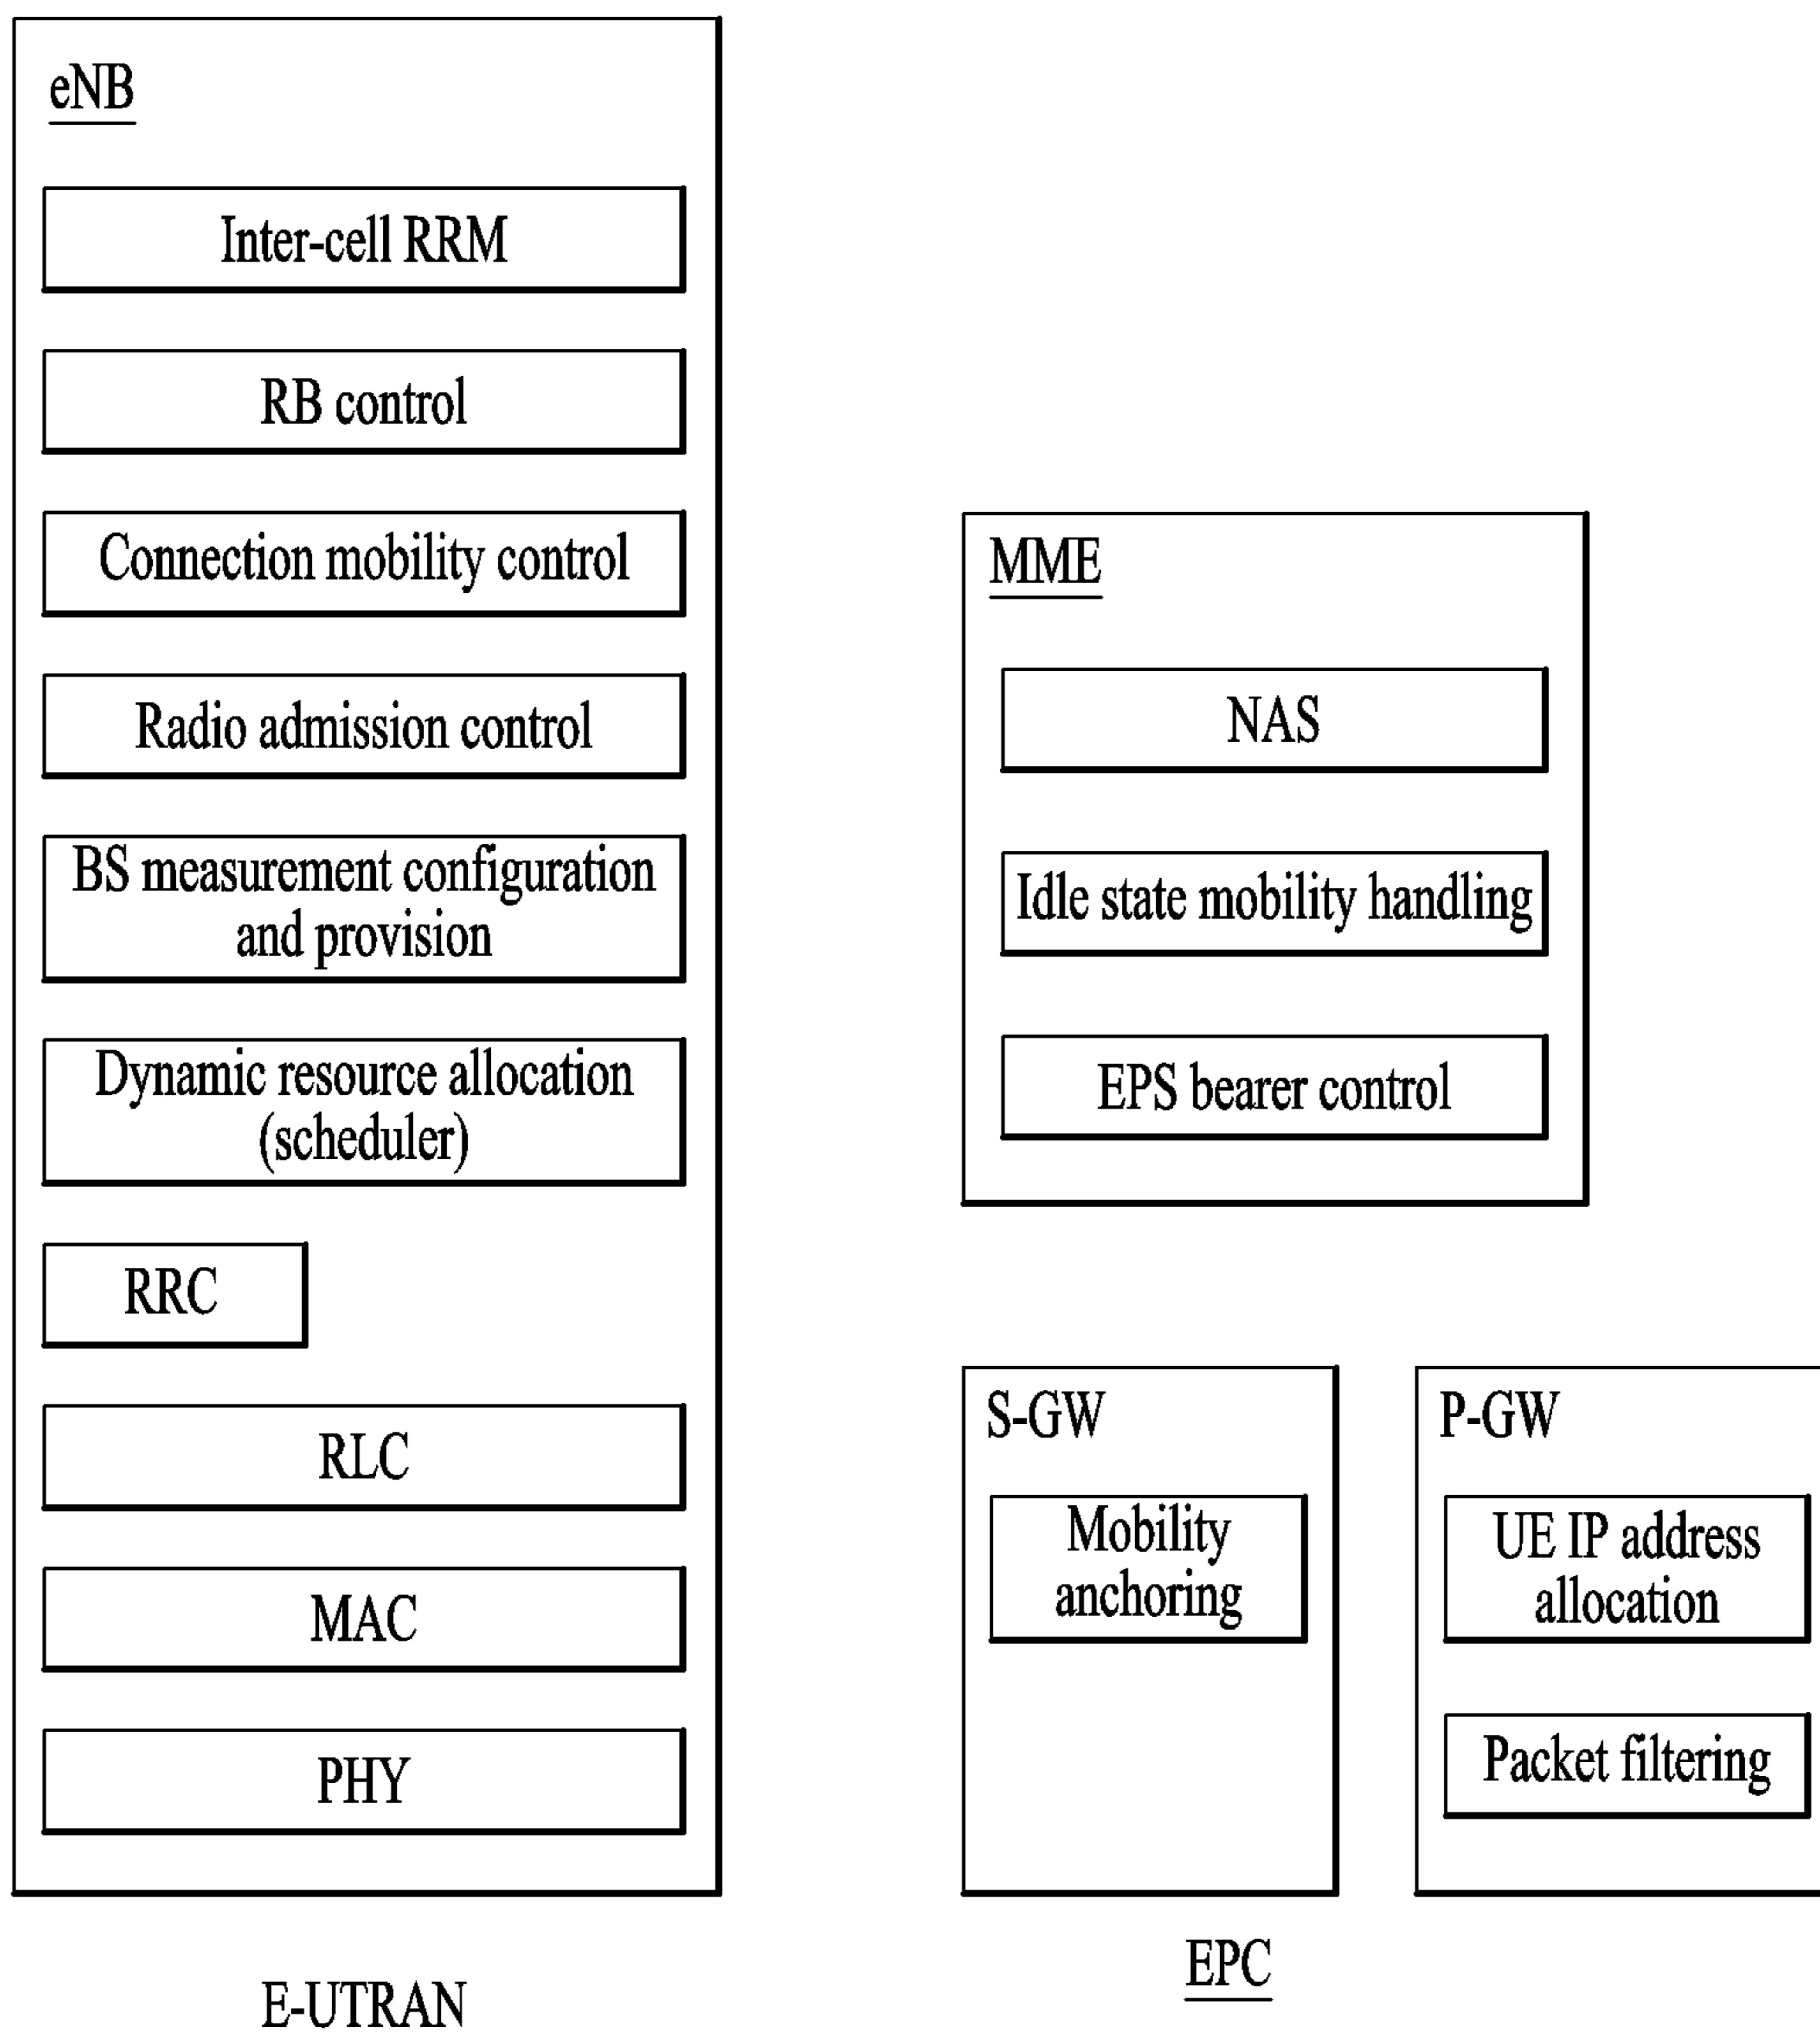 eNB
Inter-cell RRM
RB control
Connection mobility control
Radio admission control
BS measurement configuration
and provision
Dynamic resource allocation
(scheduler)
RRC
RLC
MAC
PHY
E-UTRAN
MME
NAS
Idle state mobility handling
EPS bearer control
S-GW
Mobility
anchoring
P-GW
UE IP address
allocation
Packet filtering
EPC